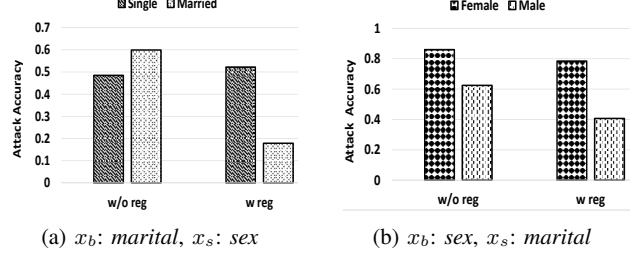 Single Married
0.7
0.6
0.5
0.4
0.3
0.2
0.1
0
Attack Accuracy
w/o reg w reg
(a) x_b: marital, x_s: sex
Female Male
1
0.8
0.6
0.4
0.2
0
Attack Accuracy
w/o reg w reg
(b) x_b: sex, x_s: marital